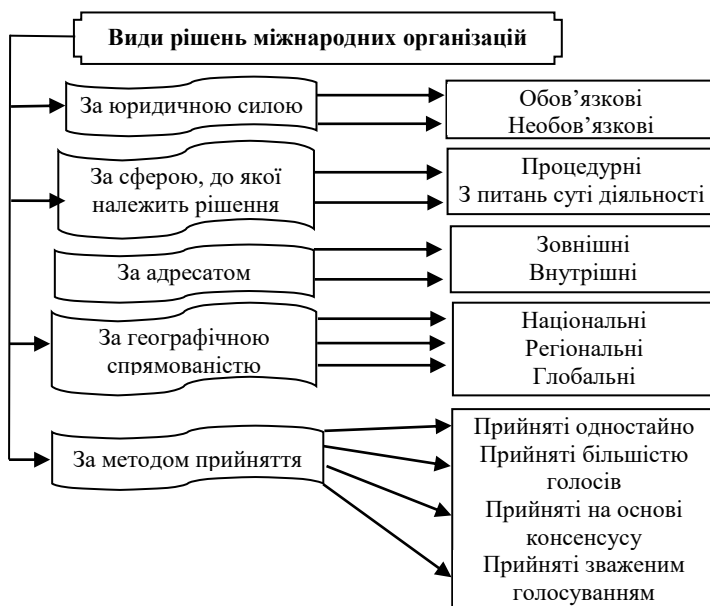 Види рішень міжнародних організацій
За юридичною силою
Обов’язкові
Необов’язкові
За сферою, до якої
належить рішення
Процедурні
З питань суті діяльності
За адресатом
Зовнішні
Внутрішні
За географічною
спрямованістю
Національні
Регіональні
Глобальні
За методом прийняття
Прийняті одностайно
Прийняті більшістю
голосів
Прийняті на основі
консенсусу
Прийняті зваженим
голосуванням